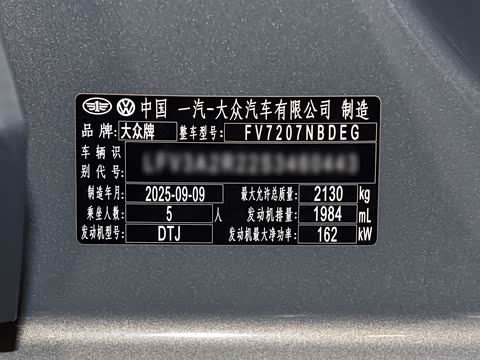 中国 一汽-大众汽车有限公司 制造
品牌: 大众牌 整车型号: FV7207NBDEG
车辆识别代号:
制造年月: 2025-09-09 最大允许总质量: 2130 kg
乘坐人数: 5 人 发动机排量: 1984 mL
发动机型号: DTJ 发动机最大净功率: 162 kW